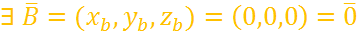 ∃ B̅ = (x_b, y_b, z_b) = (0,0,0) = 0̅